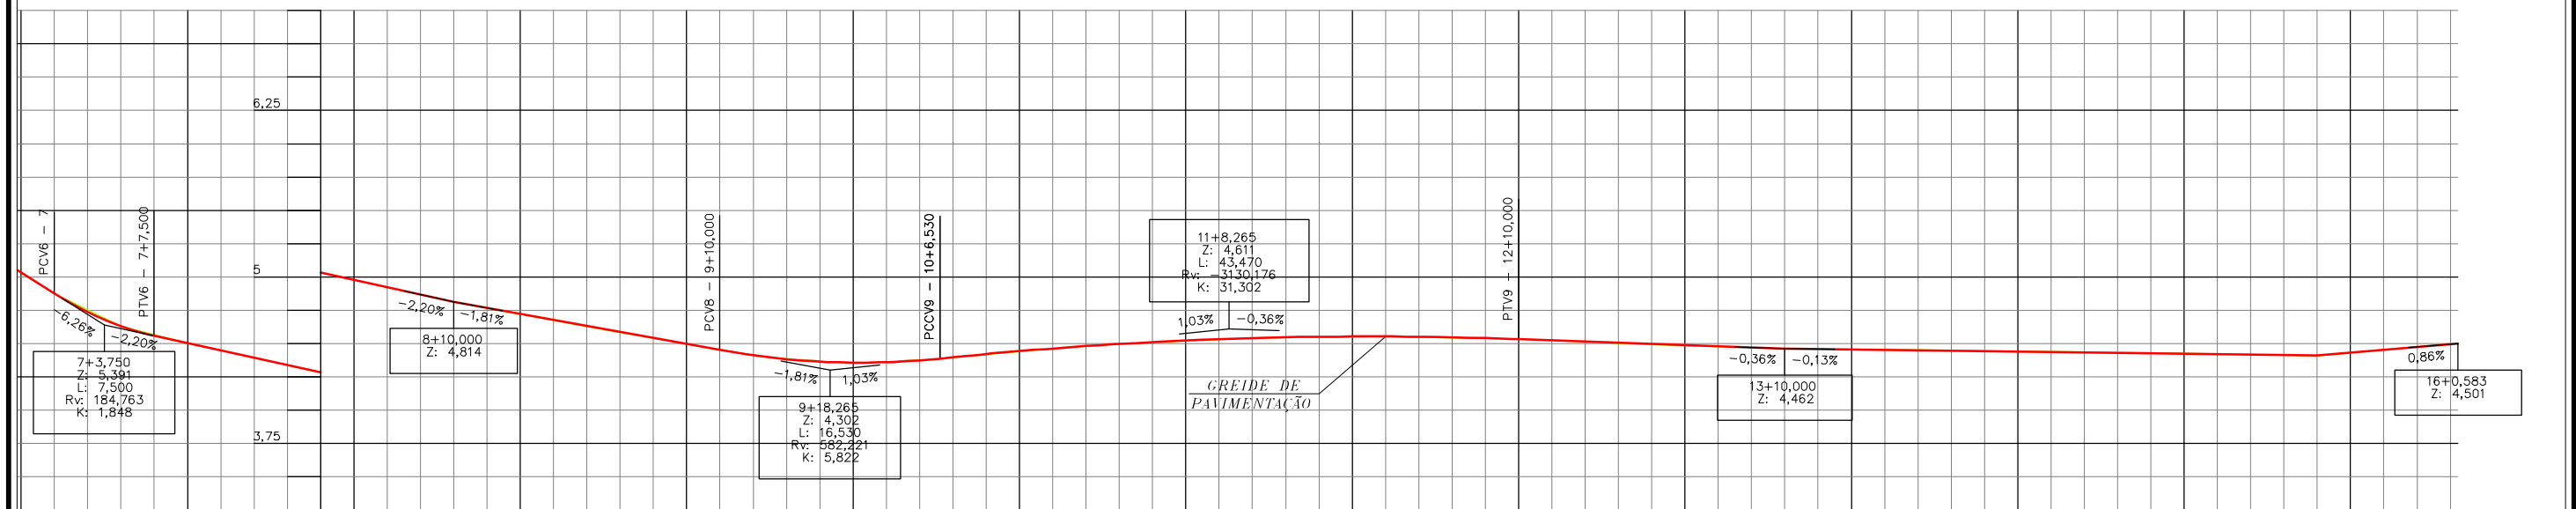 PCV6 – 7
PTV6 – 7+7,500
–6,26%
–2,20%
7+3,750
Z: 5,391
L: 7,500
Rv: 184,763
K: 1,848
6,25
5
3,75
–2,20%
–1,81%
8+10,000
Z: 4,814
PCV8 – 9+10,000
–1,81%
1,03%
9+18,265
Z: 4,302
L: 16,530
Rv: 582,221
K: 5,822
PCCV9 – 10+6,530
11+8,265
Z: 4,611
L: 43,470
Rv: –3130,176
K: 31,302
1,03%
–0,36%
GREIDE DE
PAVIMENTAÇÃO
PTV9 – 12+10,000
–0,36%
–0,13%
13+10,000
Z: 4,462
0,86%
16+0,583
Z: 4,501